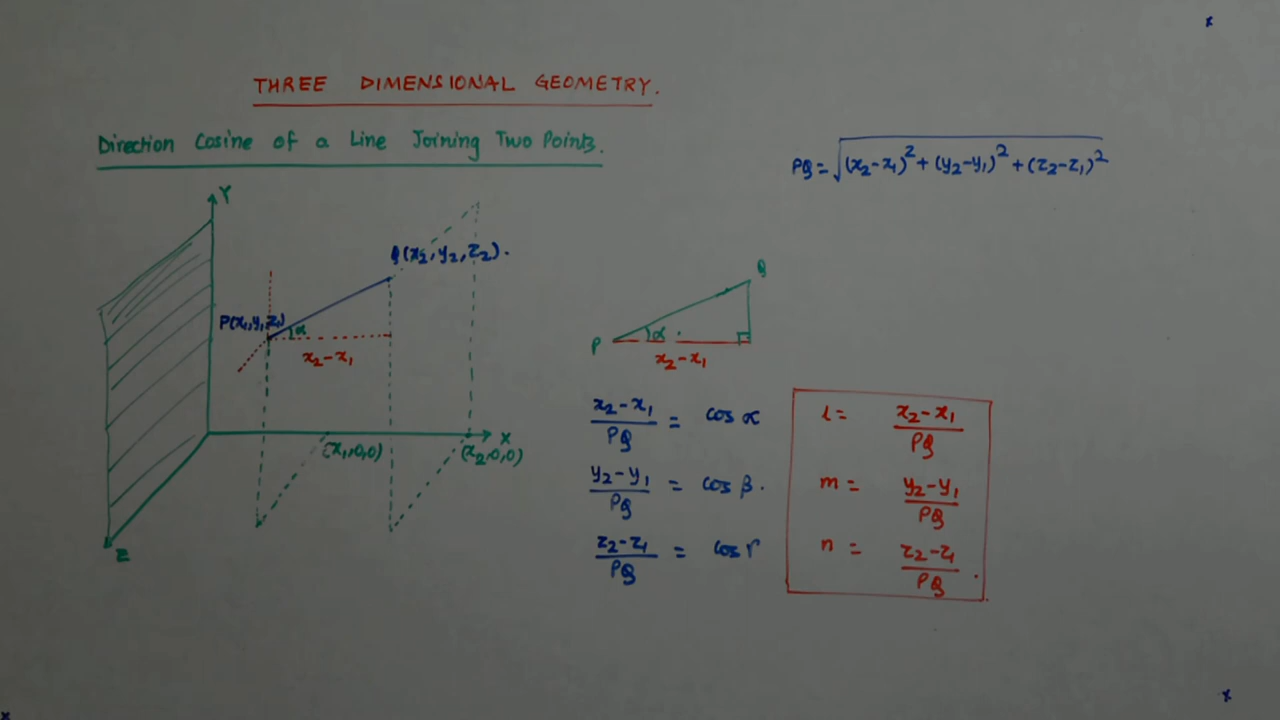 THREE DIMENSIONAL GEOMETRY.
Direction Cosine of a Line Joining Two Points.
PQ = √(x₂-x₁)² + (y₂-y₁)² + (z₂-z₁)²
Y
Q(x₂, y₂, z₂).
P(x₁, y₁, z₁)
α
x₂-x₁
X
(x₁,0,0)
(x₂,0,0)
Z
Q
P
α.
x₂-x₁
x₂-x₁/PQ = cos α
y₂-y₁/PQ = cos β.
z₂-z₁/PQ = cos γ
l = x₂-x₁/PQ
m = y₂-y₁/PQ
n = z₂-z₁/PQ.